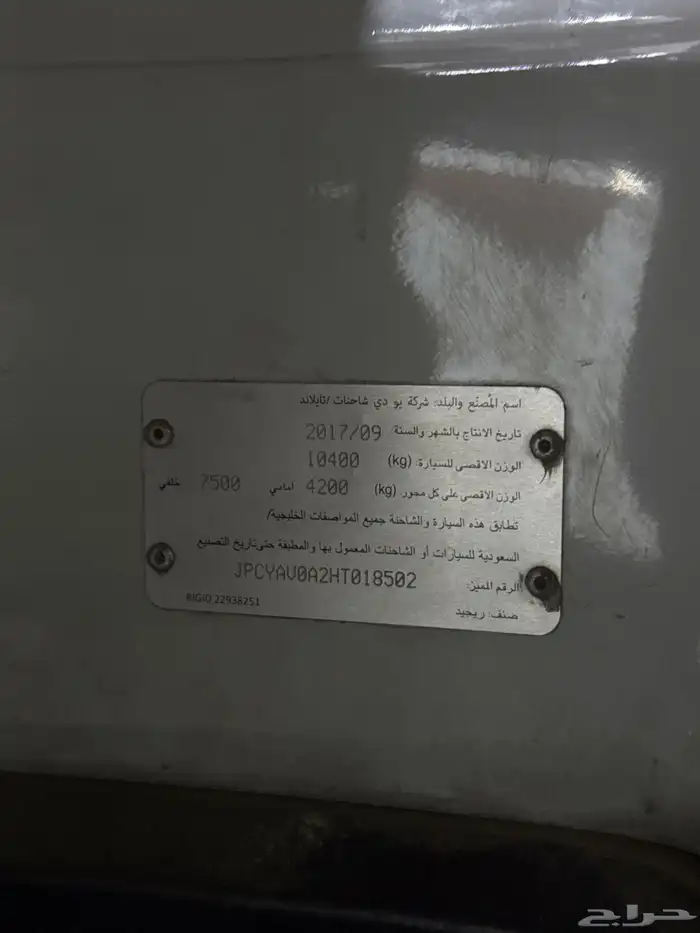 اسم المُصنّع والبلد: شركة يو دي شاحنات /تايلاند
تاريخ الانتاج بالشهر والسنة 2017/09
الوزن الاقصى للسيارة: (kg) 10400
الوزن الاقصى على كل محور (kg) 4200 امامي 7500 خلفي
تطابق هذه السيارة والشاحنة جميع المواصفات الخليجية/
السعودية للسيارات أو الشاحنات المعمول بها والمطبقة حتى تاريخ التصنيع
الرقم المميز: JPCYAV0A2HT018502
صنف: ريجيد RIGID 22938251
حراج